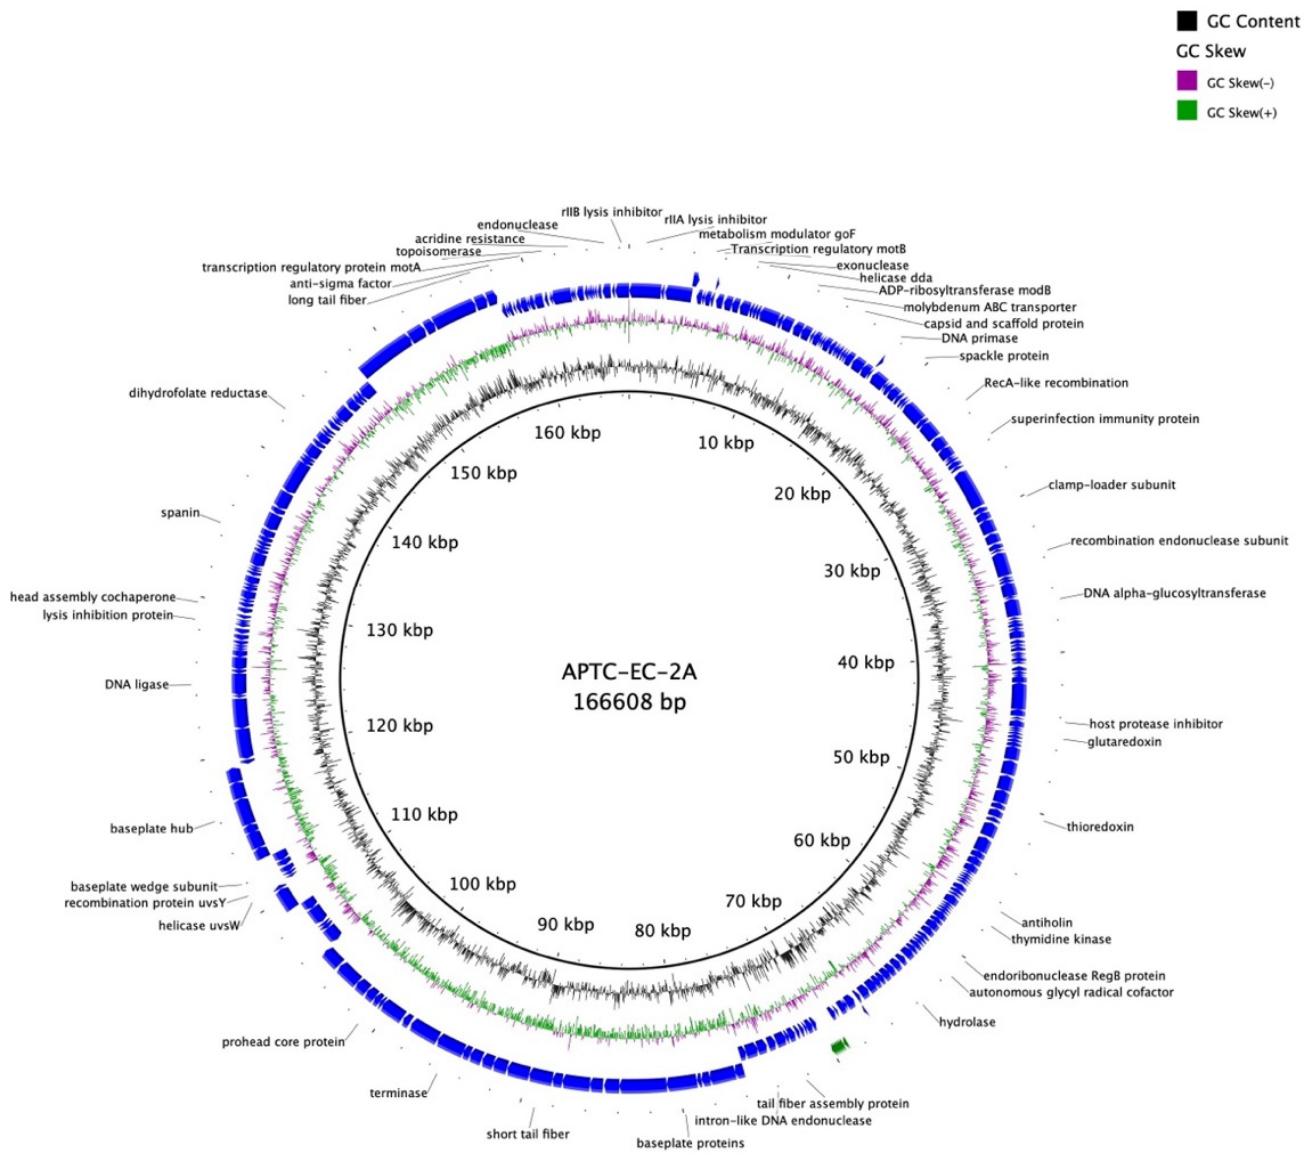 GC Content
GC Skew
GC Skew(-)
GC Skew(+)
rIIB lysis inhibitor
rIIA lysis inhibitor
endonuclease
metabolism modulator goF
acridine resistance
Transcription regulatory motB
topoisomerase
exonuclease
transcription regulatory protein motA
helicase dda
anti-sigma factor
ADP-ribosyltransferase modB
long tail fiber
molybdenum ABC transporter
capsid and scaffold protein
DNA primase
spackle protein
RecA-like recombination
dihydrofolate reductase
superinfection immunity protein
160 kbp
10 kbp
150 kbp
20 kbp
clamp-loader subunit
spanin
140 kbp
recombination endonuclease subunit
30 kbp
DNA alpha-glucosyltransferase
head assembly cochaperone
lysis inhibition protein
130 kbp
40 kbp
APTC-EC-2A
166608 bp
DNA ligase
120 kbp
host protease inhibitor
glutaredoxin
50 kbp
110 kbp
baseplate hub
thioredoxin
60 kbp
100 kbp
baseplate wedge subunit
70 kbp
recombination protein uvsY
90 kbp
80 kbp
helicase uvsW
antiholin
thymidine kinase
endoribonuclease RegB protein
autonomous glycyl radical cofactor
hydrolase
prohead core protein
terminase
tail fiber assembly protein
intron-like DNA endonuclease
short tail fiber
baseplate proteins